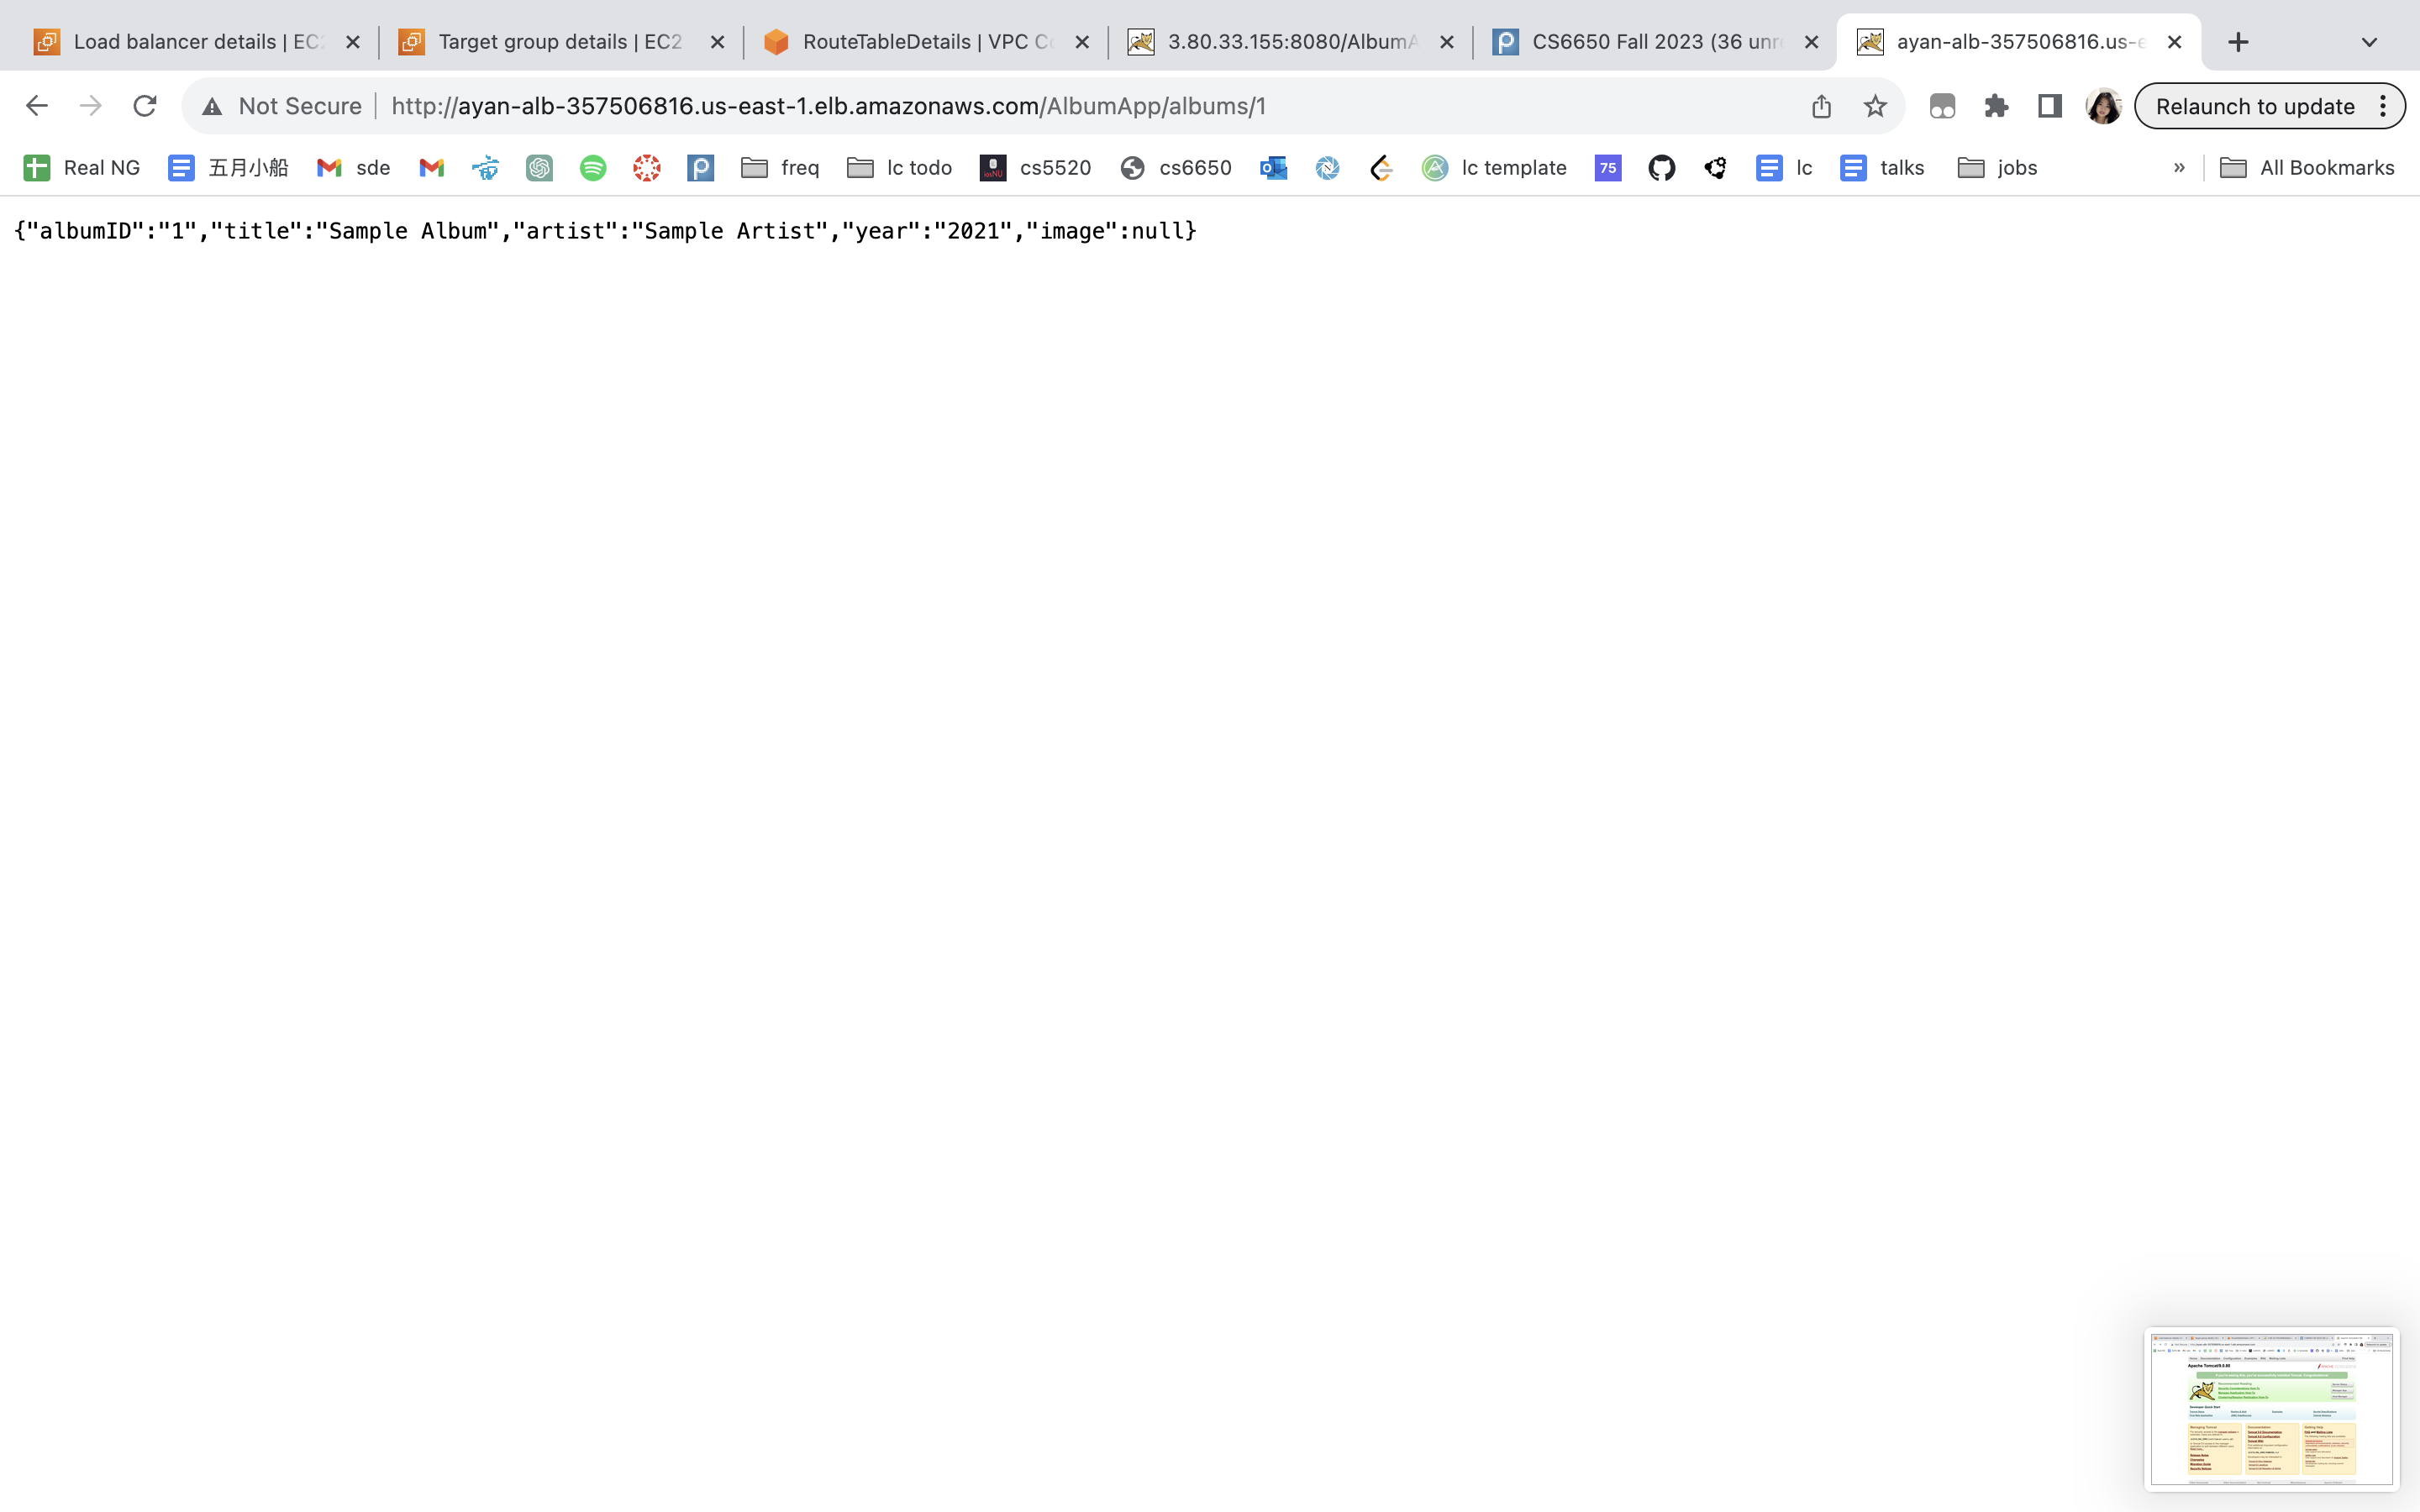 Load balancer details | EC2
Target group details | EC2
RouteTableDetails | VPC Co
3.80.33.155:8080/AlbumA
CS6650 Fall 2023 (36 unre
ayan-alb-357506816.us-e
Not Secure
http://ayan-alb-357506816.us-east-1.elb.amazonaws.com/AlbumApp/albums/1
Relaunch to update
Real NG
五月小船
sde
freq
lc todo
cs5520
cs6650
lc template
75
lc
talks
jobs
»
All Bookmarks
{"albumID":"1","title":"Sample Album","artist":"Sample Artist","year":"2021","image":null}